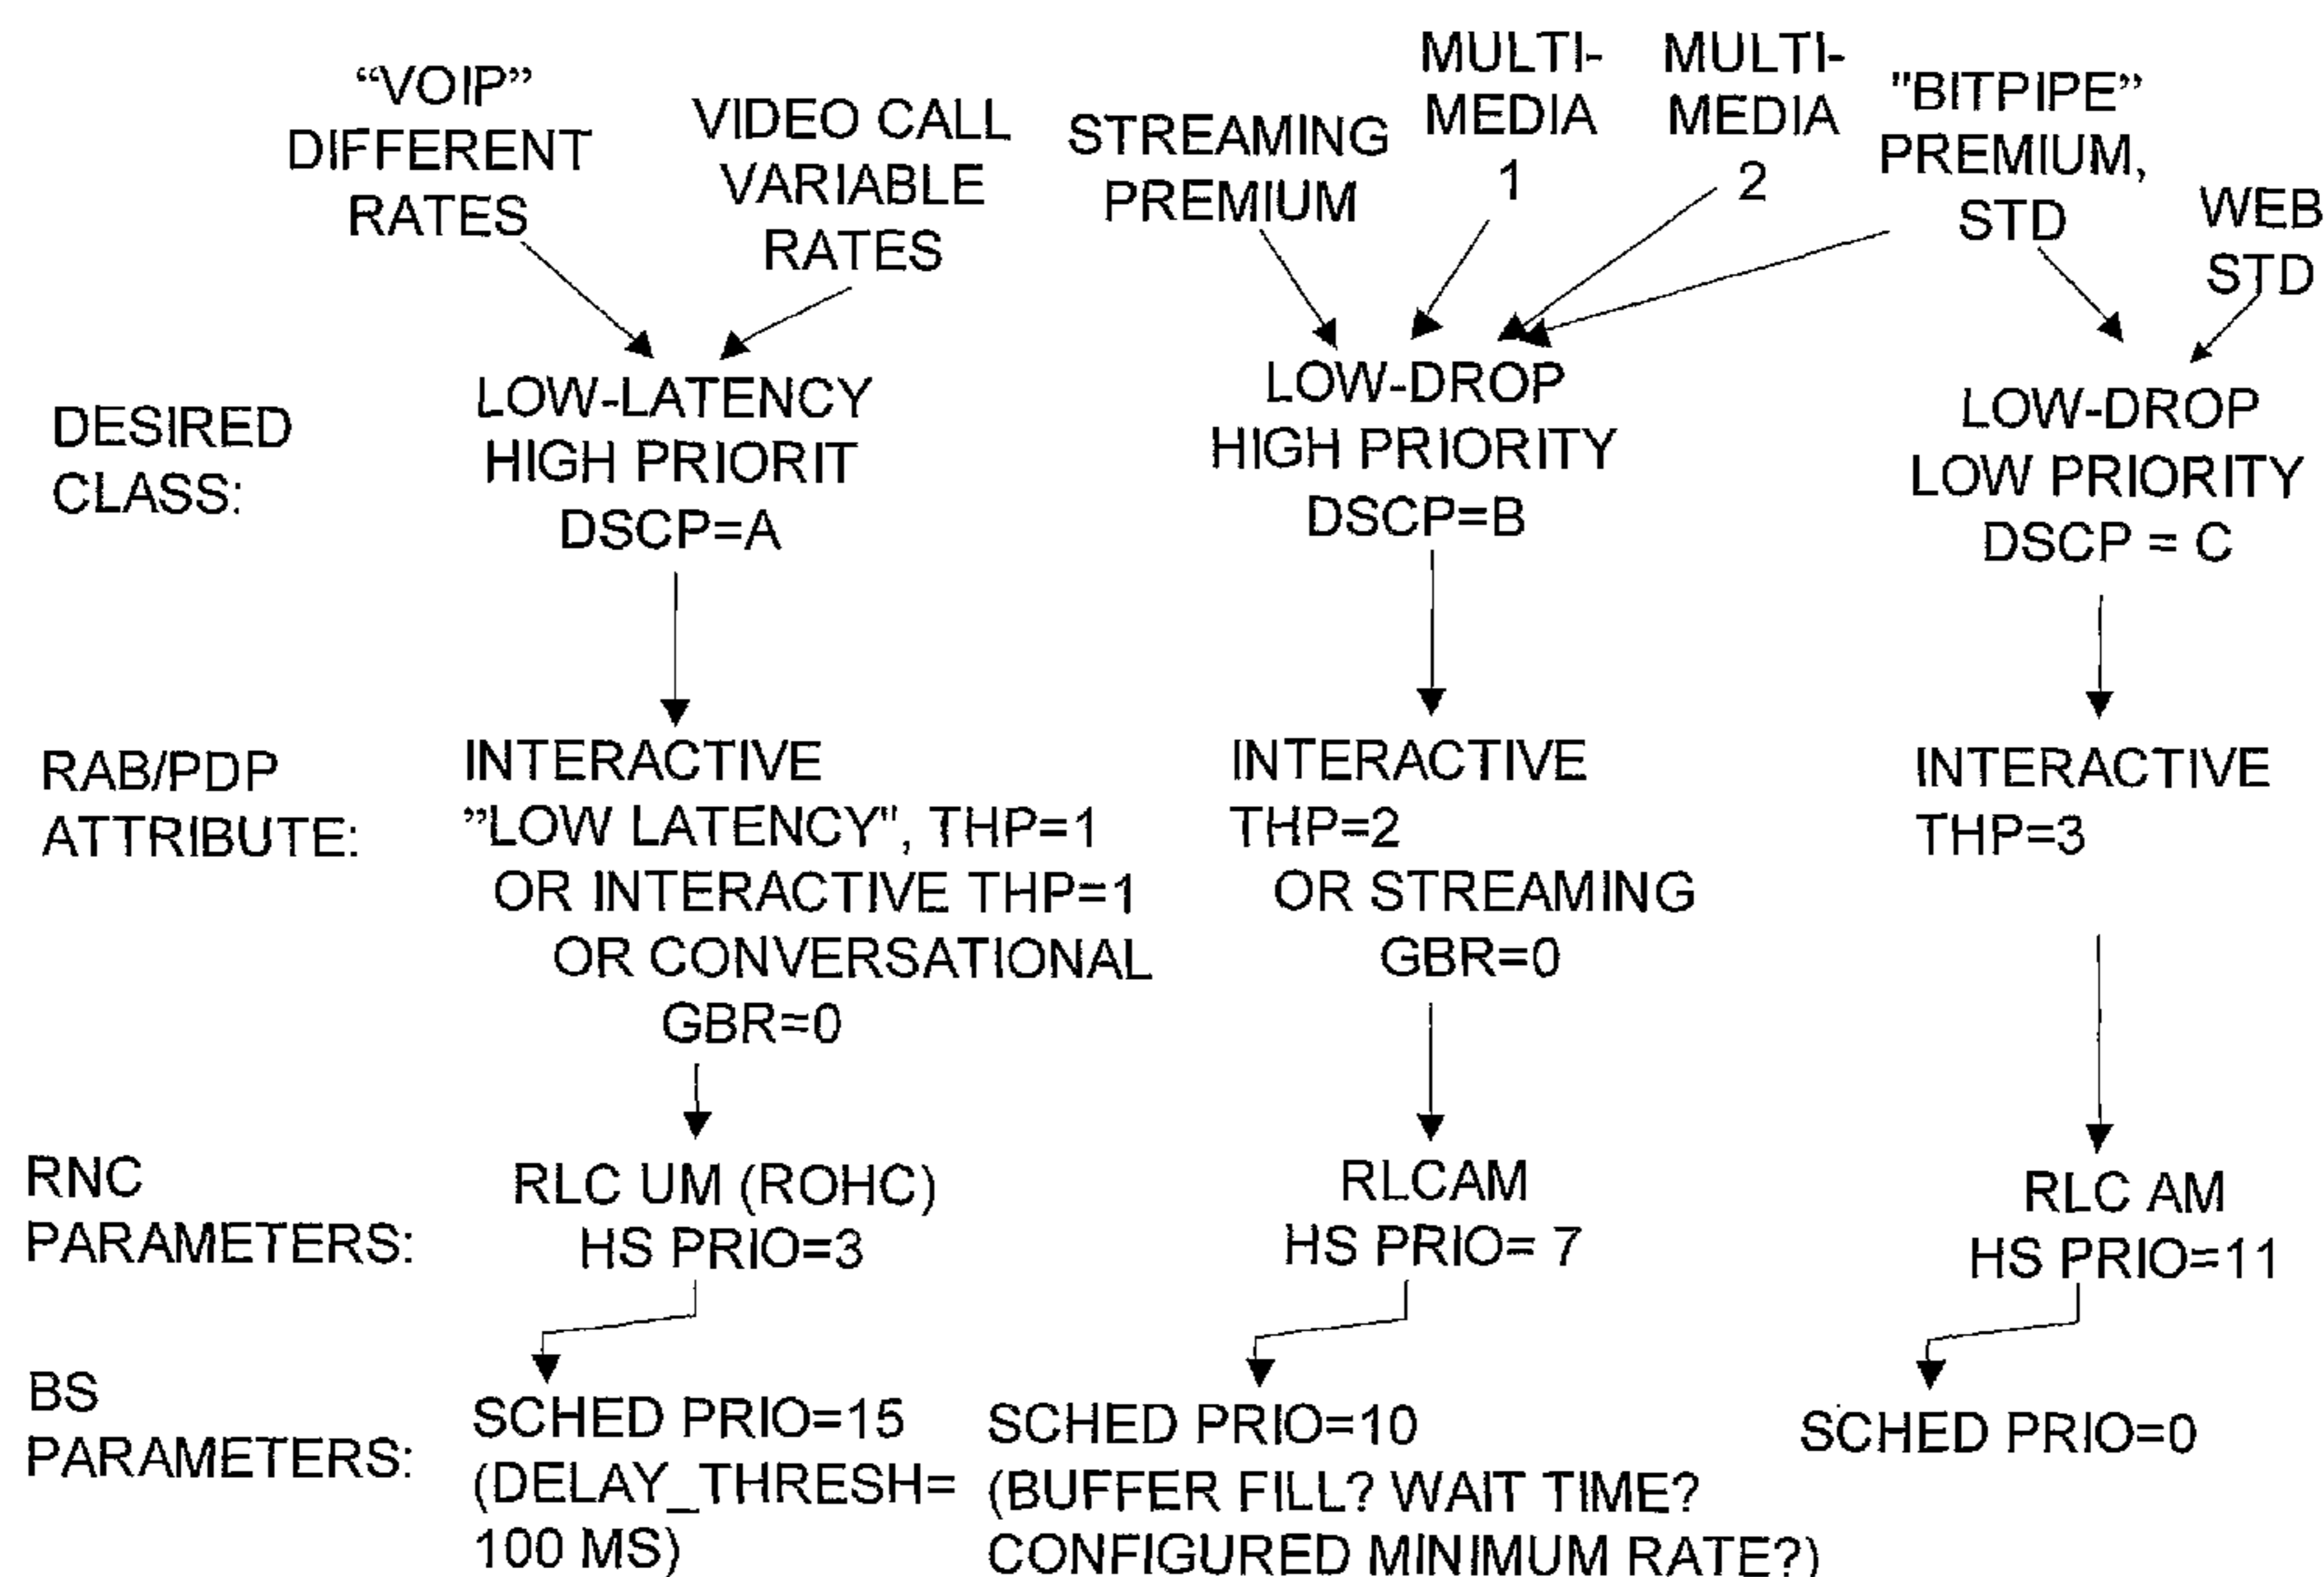 “VOIP”
DIFFERENT
RATES
VIDEO CALL
VARIABLE
RATES
STREAMING
PREMIUM
MULTI-
MEDIA
1
MULTI-
MEDIA
2
"BITPIPE”
PREMIUM,
STD
WEB
STD
DESIRED
CLASS:
LOW-LATENCY
HIGH PRIORIT
DSCP=A
LOW-DROP
HIGH PRIORITY
DSCP=B
LOW-DROP
LOW PRIORITY
DSCP = C
RAB/PDP
ATTRIBUTE:
INTERACTIVE
”LOW LATENCY", THP=1
OR INTERACTIVE THP=1
OR CONVERSATIONAL
GBR=0
INTERACTIVE
THP=2
OR STREAMING
GBR=0
INTERACTIVE
THP=3
RNC
PARAMETERS:
RLC UM (ROHC)
HS PRIO=3
RLCAM
HS PRIO= 7
RLC AM
HS PRIO=11
BS
PARAMETERS:
SCHED PRIO=15
(DELAY_THRESH=
100 MS)
SCHED PRIO=10
(BUFFER FILL? WAIT TIME?
CONFIGURED MINIMUM RATE?)
SCHED PRIO=0